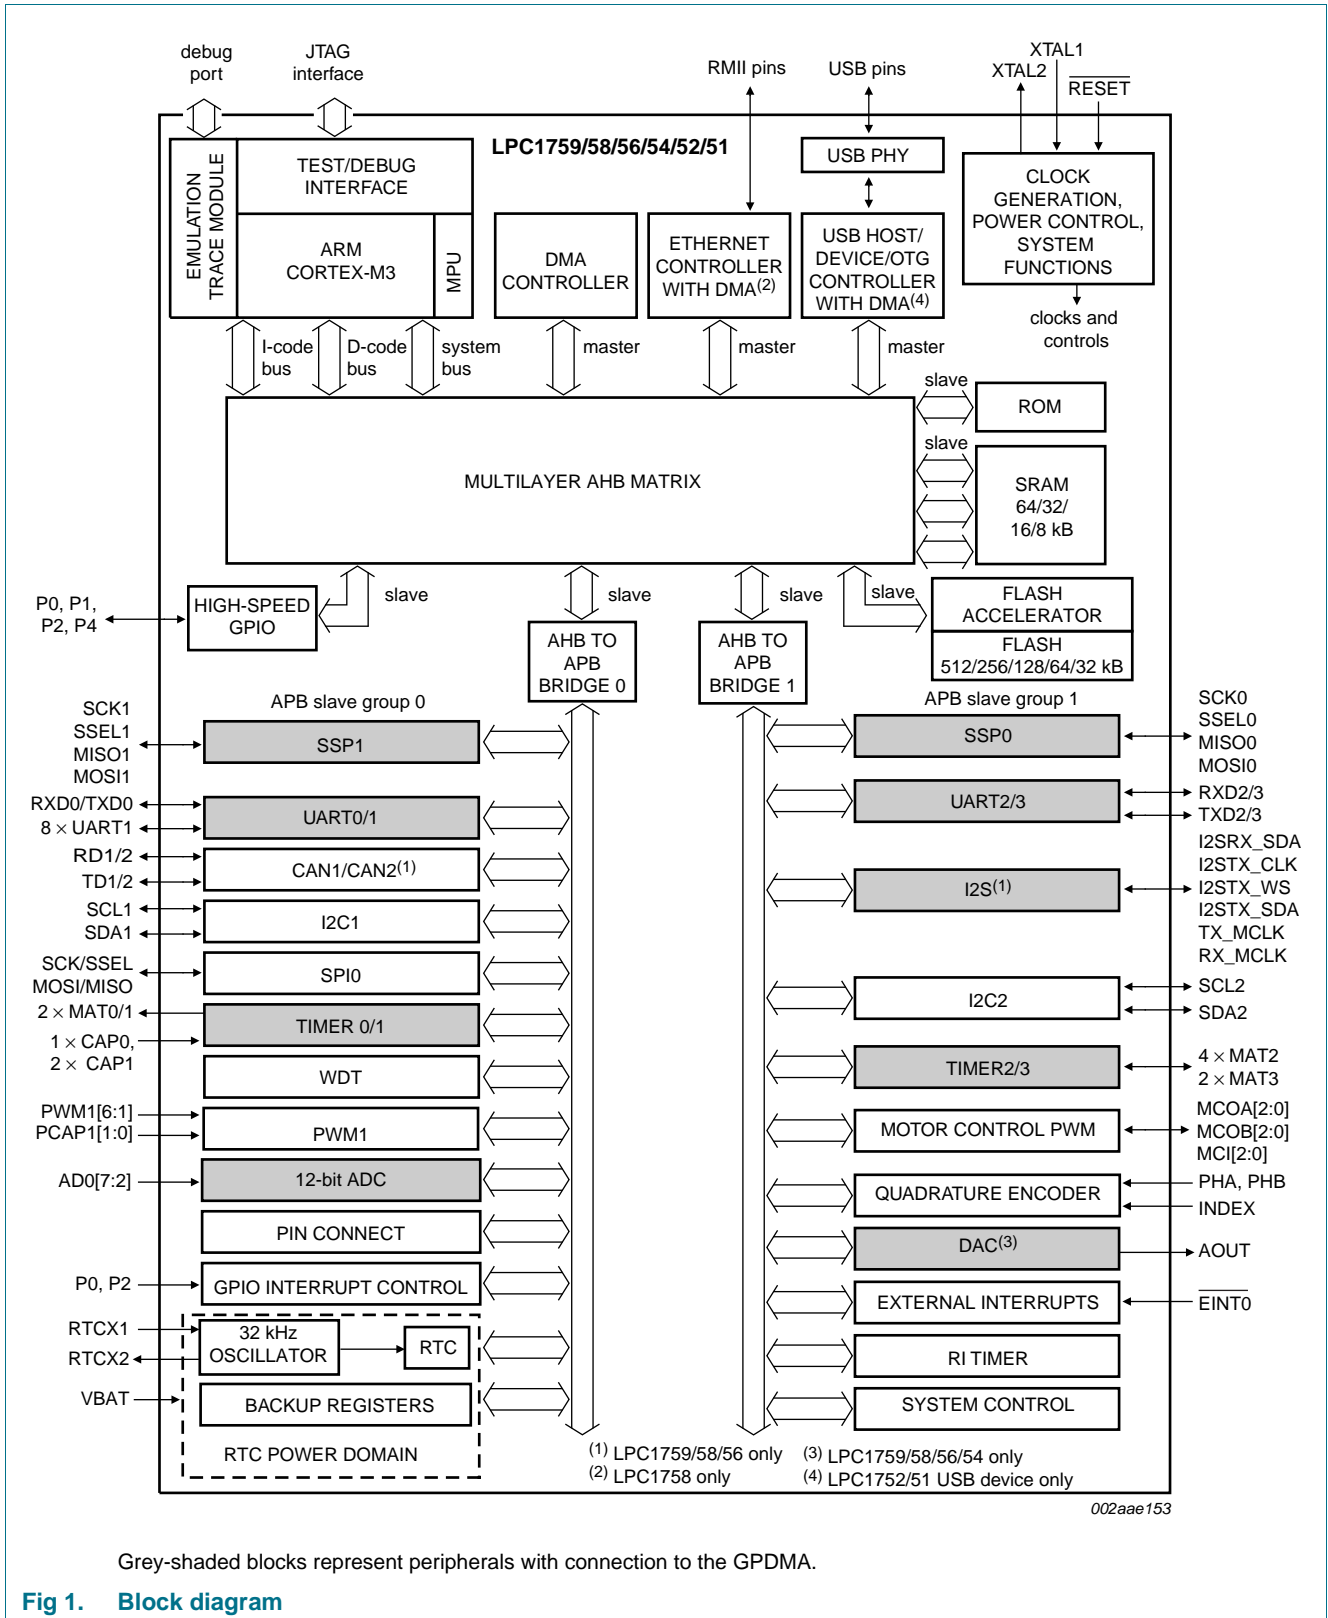 debug
port
JTAG
interface
RMII pins
USB pins
XTAL1
XTAL2
RESET
LPC1759/58/56/54/52/51
EMULATION
TRACE MODULE
TEST/DEBUG
INTERFACE
ARM
CORTEX-M3
MPU
DMA
CONTROLLER
ETHERNET
CONTROLLER
WITH DMA(2)
USB PHY
USB HOST/
DEVICE/OTG
CONTROLLER
WITH DMA(4)
CLOCK
GENERATION,
POWER CONTROL,
SYSTEM
FUNCTIONS
clocks and
controls
I-code
bus
D-code
bus
system
bus
master
master
master
MULTILAYER AHB MATRIX
slave
ROM
slave
SRAM
64/32/
16/8 kB
P0, P1,
P2, P4
HIGH-SPEED
GPIO
slave
slave
slave
slave
FLASH
ACCELERATOR
FLASH
512/256/128/64/32 kB
AHB TO
APB
BRIDGE 0
AHB TO
APB
BRIDGE 1
APB slave group 0
APB slave group 1
SCK1
SSEL1
MISO1
MOSI1
SSP1
RXD0/TXD0
8 × UART1
UART0/1
RD1/2
TD1/2
CAN1/CAN2(1)
SCL1
SDA1
I2C1
SCK/SSEL
MOSI/MISO
SPI0
2 × MAT0/1
1 × CAP0,
2 × CAP1
TIMER 0/1
WDT
PWM1[6:1]
PCAP1[1:0]
PWM1
AD0[7:2]
12-bit ADC
PIN CONNECT
P0, P2
GPIO INTERRUPT CONTROL
RTCX1
RTCX2
32 kHz
OSCILLATOR
RTC
VBAT
BACKUP REGISTERS
RTC POWER DOMAIN
SSP0
SCK0
SSEL0
MISO0
MOSI0
UART2/3
RXD2/3
TXD2/3
I2S(1)
I2SRX_SDA
I2STX_CLK
I2STX_WS
I2STX_SDA
TX_MCLK
RX_MCLK
I2C2
SCL2
SDA2
TIMER2/3
4 × MAT2
2 × MAT3
MOTOR CONTROL PWM
MCOA[2:0]
MCOB[2:0]
MCI[2:0]
QUADRATURE ENCODER
PHA, PHB
INDEX
DAC(3)
AOUT
EXTERNAL INTERRUPTS
EINT0
RI TIMER
SYSTEM CONTROL
(1) LPC1759/58/56 only
(2) LPC1758 only
(3) LPC1759/58/56/54 only
(4) LPC1752/51 USB device only
002aae153
Grey-shaded blocks represent peripherals with connection to the GPDMA.
Fig 1. Block diagram